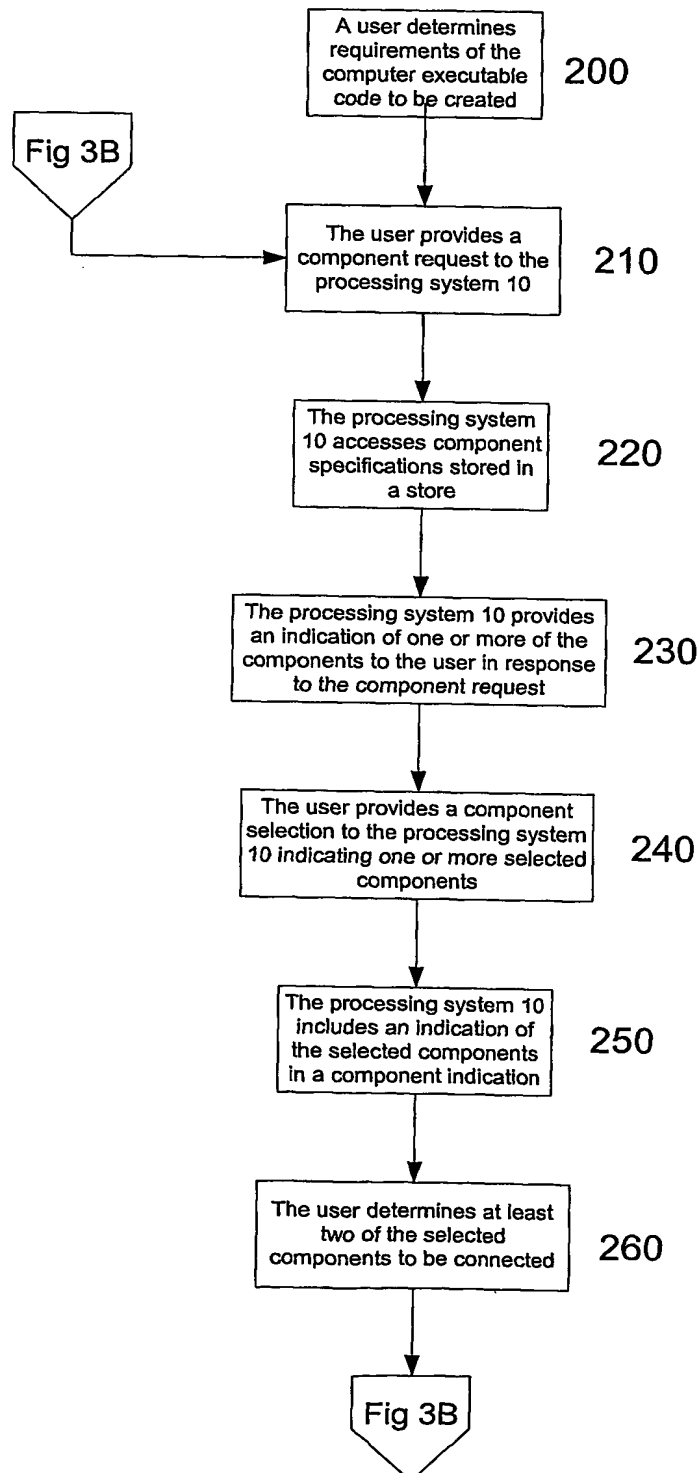 A user determines
requirements of the
computer executable
code to be created
200
Fig 3B
The user provides a
component request to the
processing system 10
210
The processing system
10 accesses component
specifications stored in
a store
220
The processing system 10 provides
an indication of one or more of the
components to the user in response
to the component request
230
The user provides a component
selection to the processing system
10 indicating one or more selected
components
240
The processing system 10
includes an indication of
the selected components
in a component indication
250
The user determines at least
two of the selected
components to be connected
260
Fig 3B